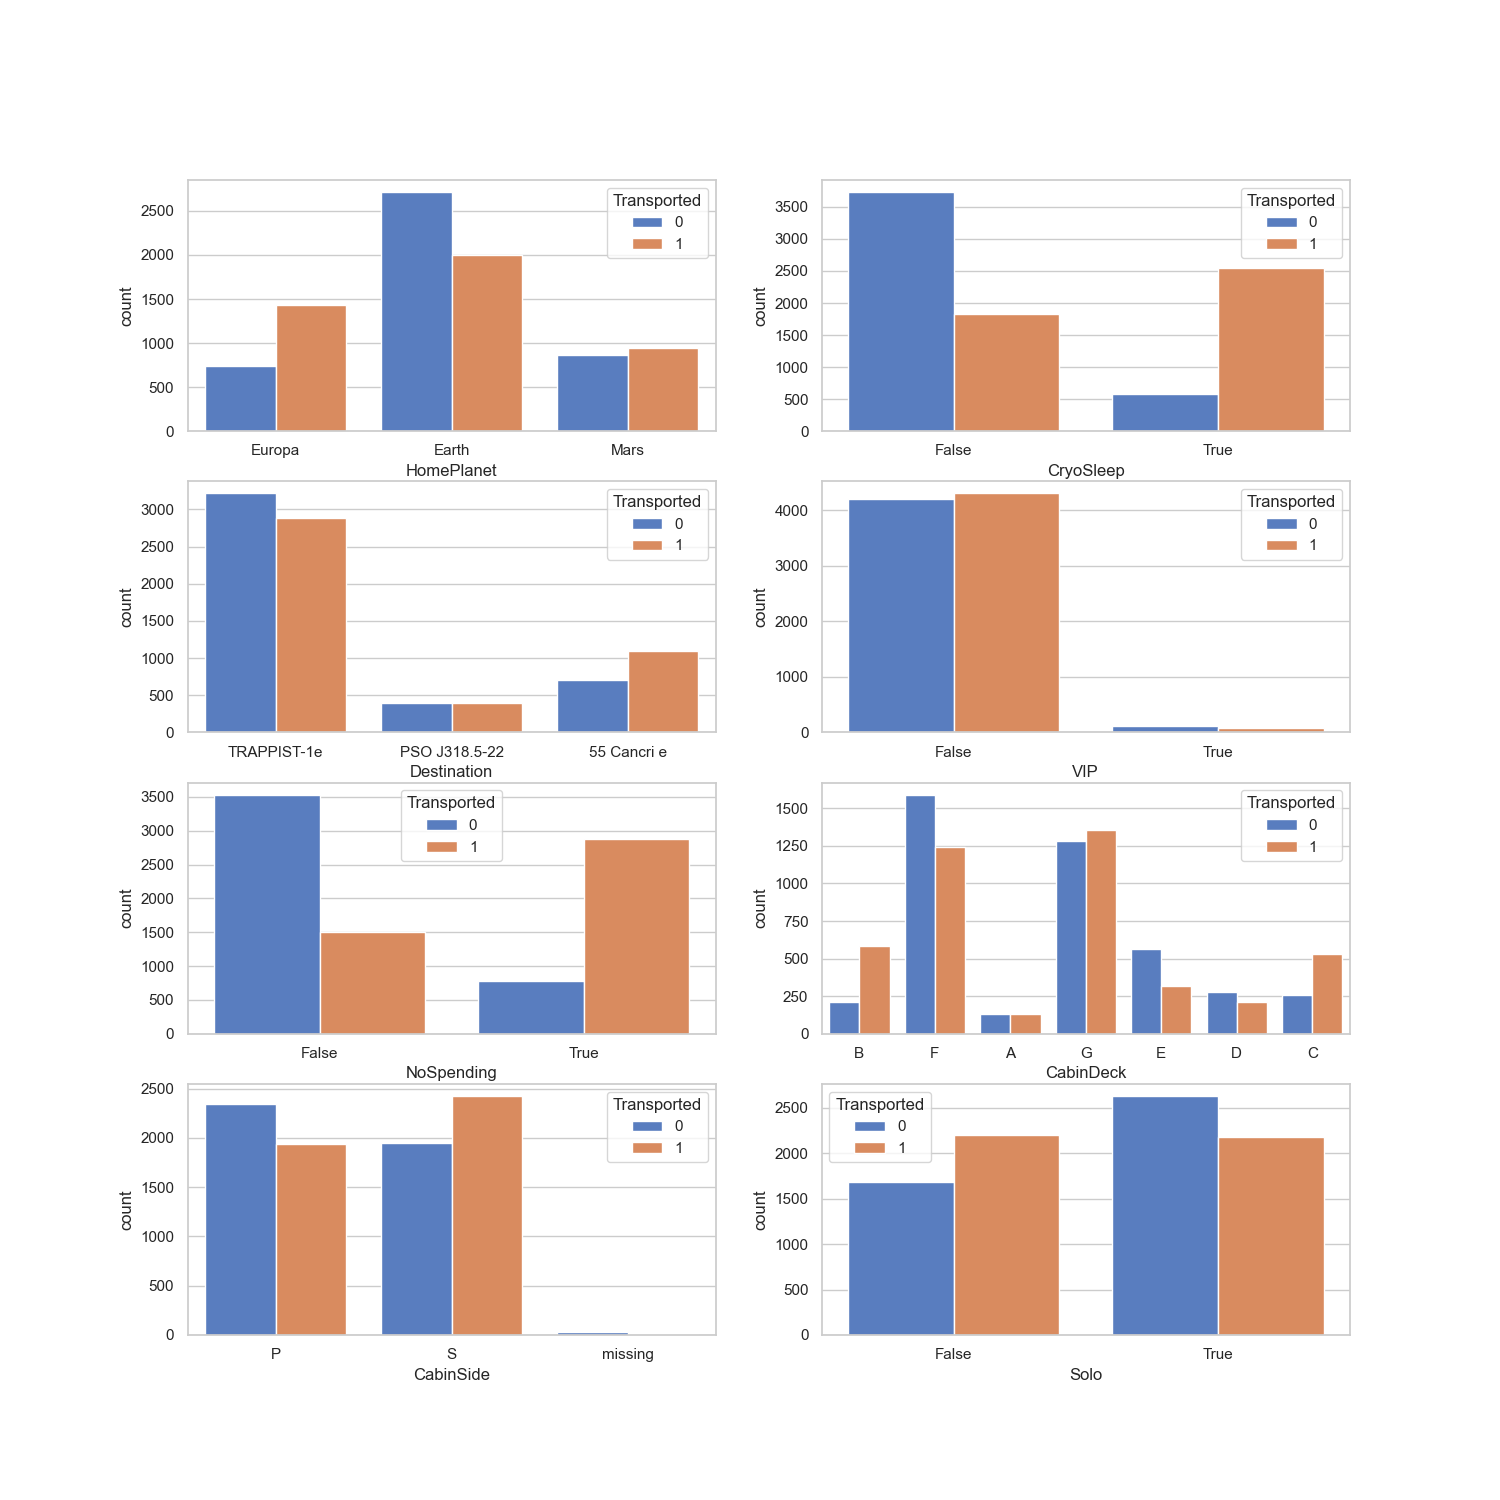 Transported
0
1
2500
2000
1500
1000
500
0
count
Europa Earth Mars
HomePlanet
Transported
0
1
3500
3000
2500
2000
1500
1000
500
0
count
False True
CryoSleep
Transported
0
1
3000
2500
2000
1500
1000
500
0
count
TRAPPIST-1e PSO J318.5-22 55 Cancri e
Destination
Transported
0
1
4000
3000
2000
1000
0
count
False True
VIP
Transported
0
1
3500
3000
2500
2000
1500
1000
500
0
count
False True
NoSpending
Transported
0
1
1500
1250
1000
750
500
250
0
count
B F A G E D C
CabinDeck
Transported
0
1
2500
2000
1500
1000
500
0
count
P S missing
CabinSide
Transported
0
1
2500
2000
1500
1000
500
0
count
False True
Solo